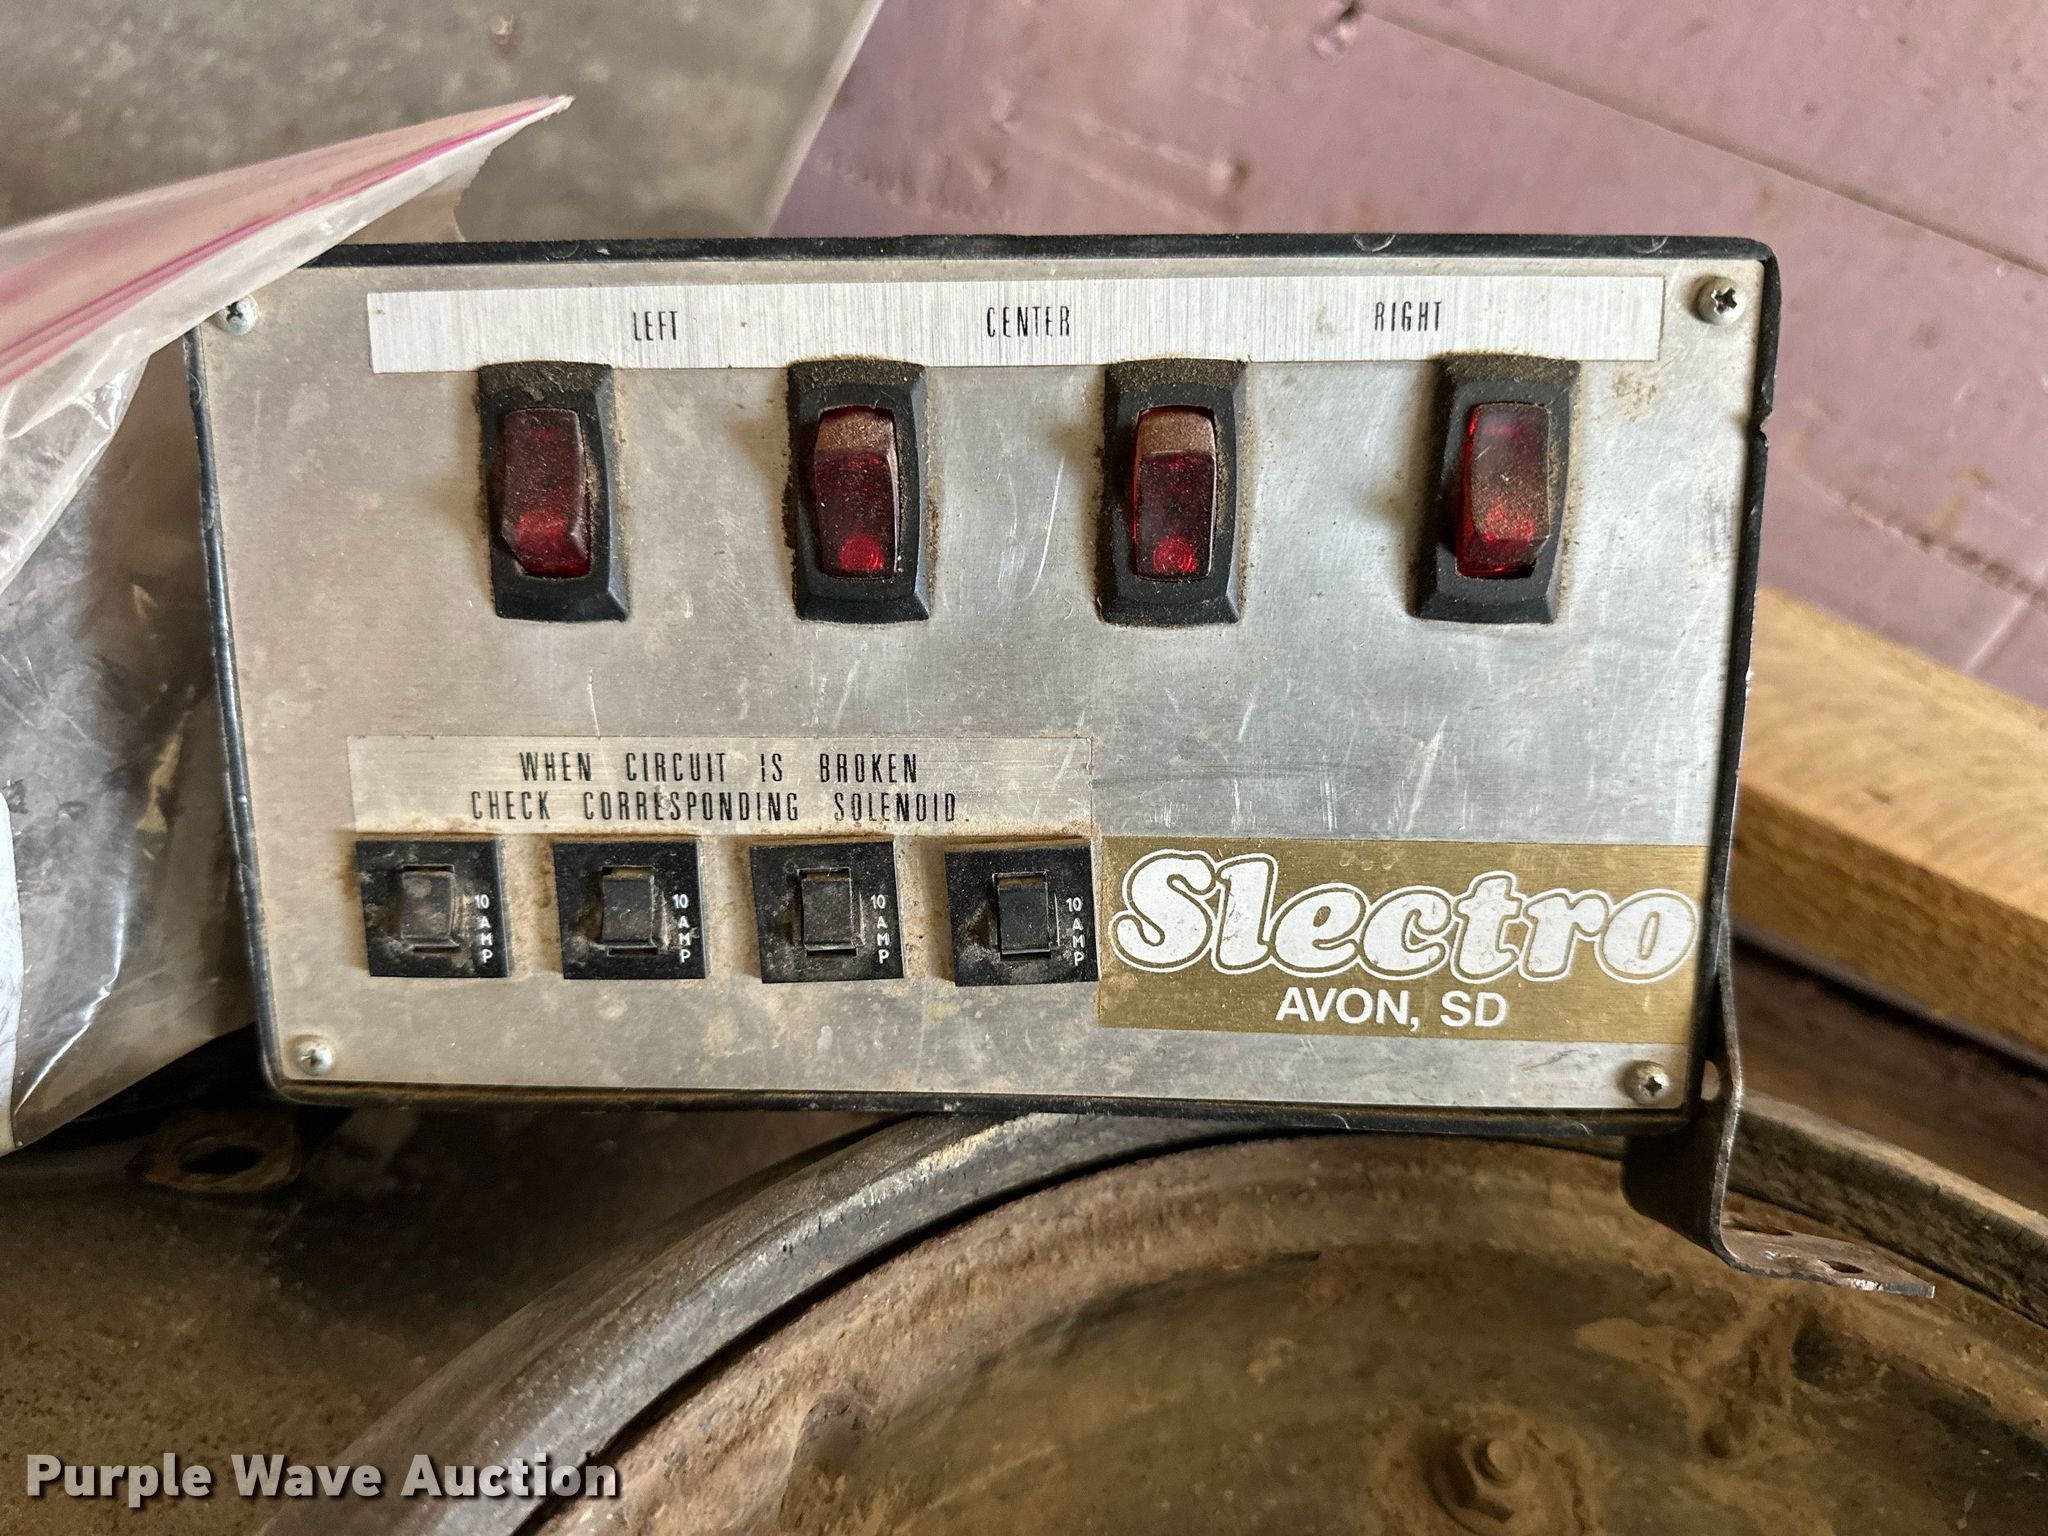 LEFT CENTER RIGHT
WHEN CIRCUIT IS BROKEN
CHECK CORRESPONDING SOLENOID.
10 AMP 10 AMP 10 AMP 10 AMP
Slectro
AVON, SD
Purple Wave Auction